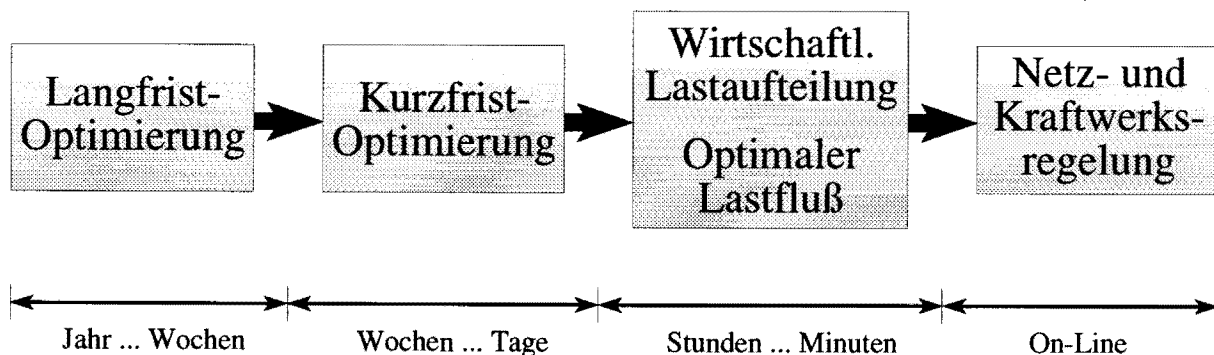 Langfrist-
Optimierung
Kurzfrist-
Optimierung
Wirtschaftl.
Lastaufteilung
Optimaler
Lastfluß
Netz- und
Kraftwerks-
regelung
Jahr ... Wochen
Wochen ... Tage
Stunden ... Minuten
On-Line